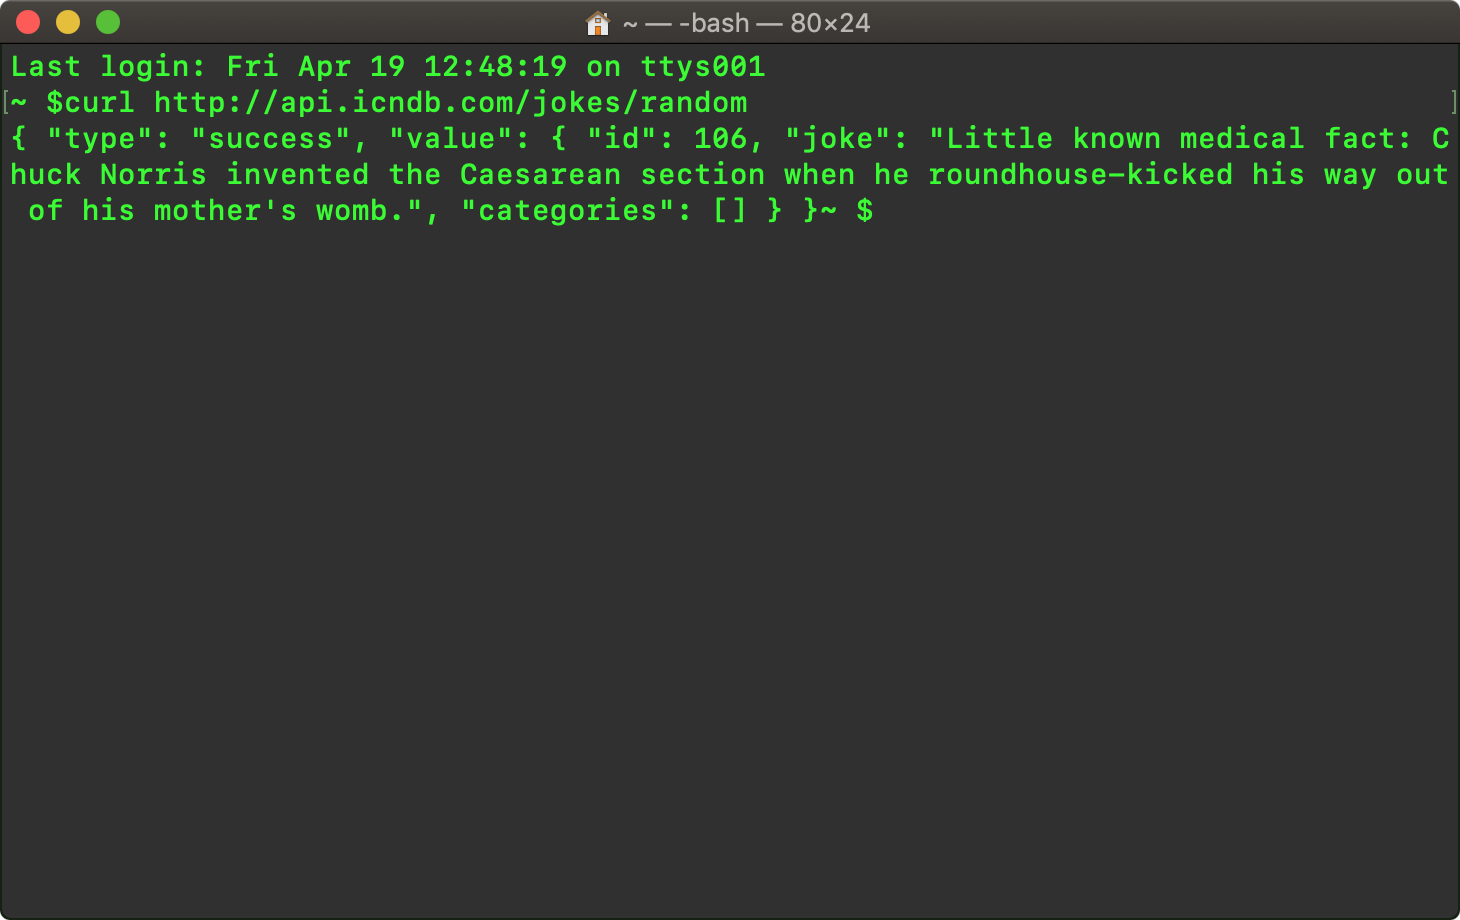 ~ — -bash — 80×24
Last login: Fri Apr 19 12:48:19 on ttys001
[~ $curl http://api.icndb.com/jokes/random ]
{ "type": "success", "value": { "id": 106, "joke": "Little known medical fact: C
huck Norris invented the Caesarean section when he roundhouse-kicked his way out
 of his mother's womb.", "categories": [] } }~ $